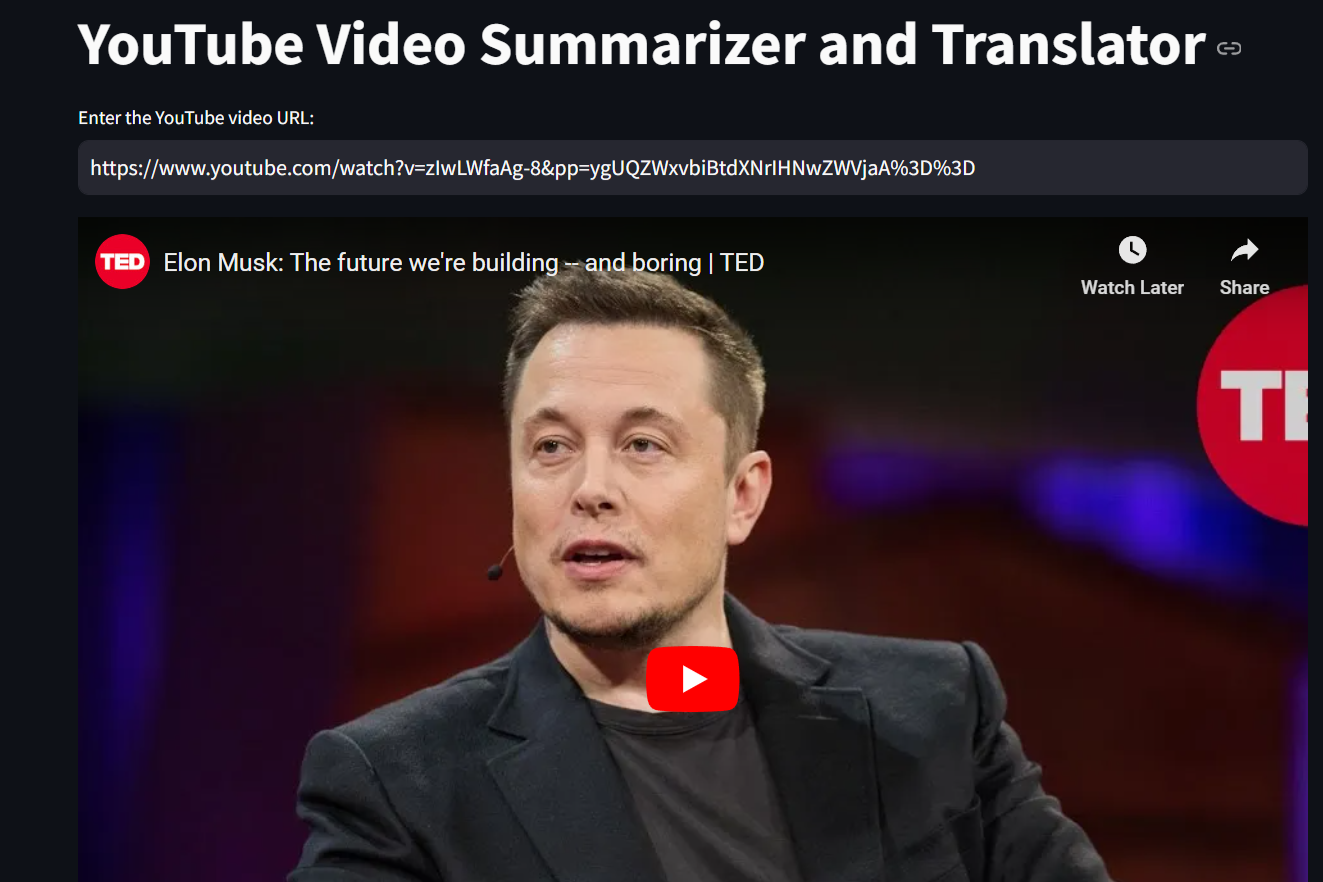 YouTube Video Summarizer and Translator
Enter the YouTube video URL:
https://www.youtube.com/watch?v=zIwLWfaAg-8&pp=ygUQZWxvbiBtdXNrIHNwZWVjaA%3D%3D
TED
Elon Musk: The future we're building -- and boring | TED
Watch Later
Share
TE